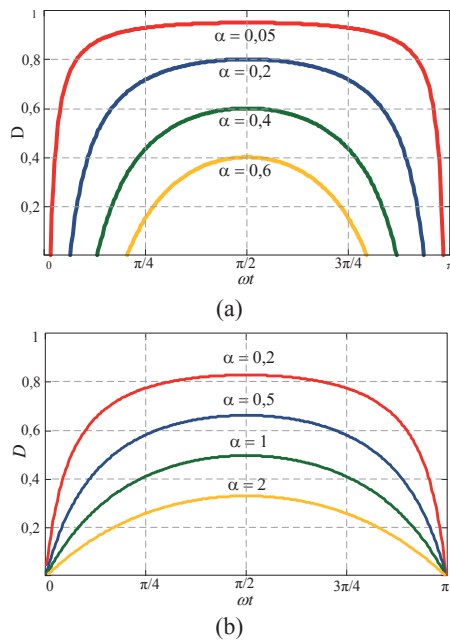 1
α = 0,05
0,8
α = 0,2
0,6
D
α = 0,4
0,4
α = 0,6
0,2
0
π/4
π/2
3π/4
π
ωt
(a)
1
α = 0,2
0,8
α = 0,5
0,6
D
α = 1
0,4
α = 2
0,2
0
π/4
π/2
3π/4
π
ωt
(b)